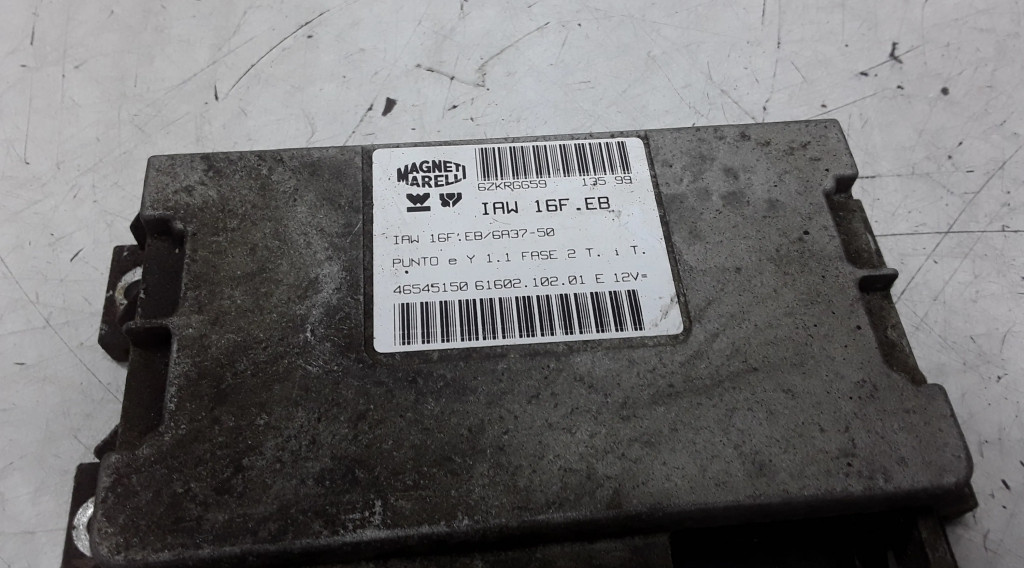 MAGNETI MARELLI
6ZKRGG59 135 99
IAW 16F.EB
IAW 16F.EB/6A37-50
PUNTO e Y 1.1 FASE 2 T. i T.
46545150 61602.102.01 E 12V=